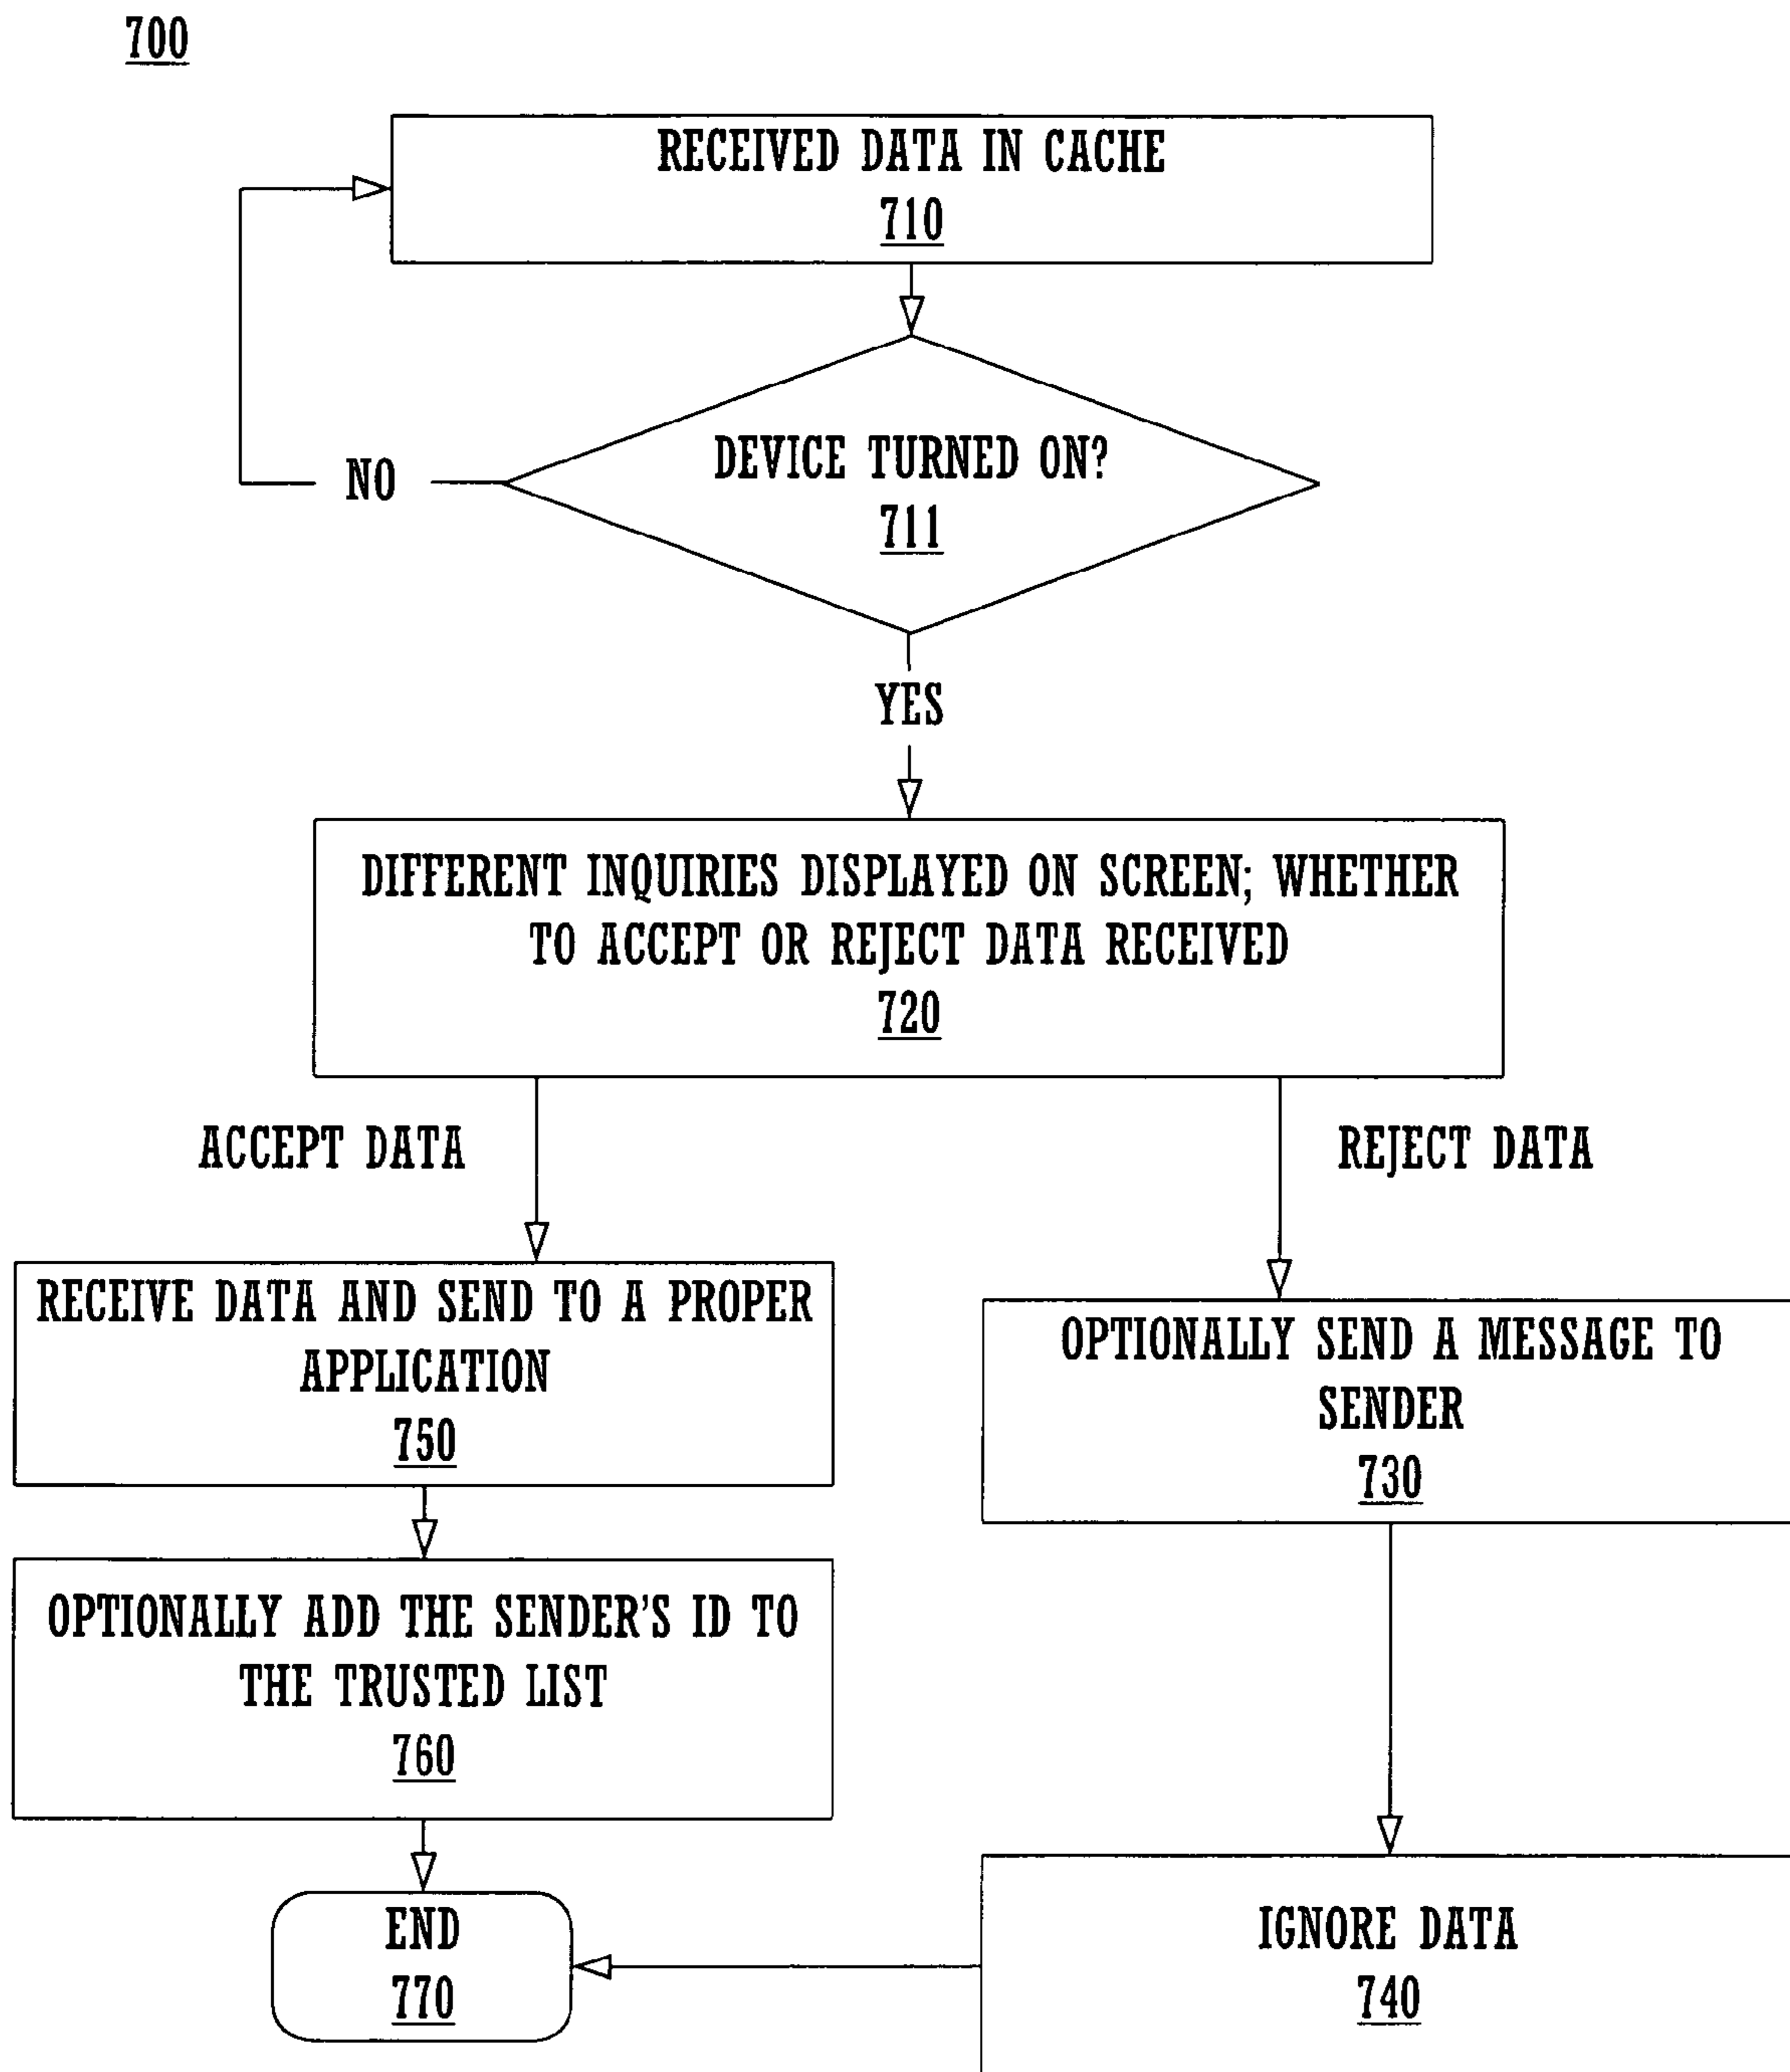 700
RECEIVED DATA IN CACHE
710
DEVICE TURNED ON?
711
NO
YES
DIFFERENT INQUIRIES DISPLAYED ON SCREEN; WHETHER
TO ACCEPT OR REJECT DATA RECEIVED
720
ACCEPT DATA
REJECT DATA
RECEIVE DATA AND SEND TO A PROPER
APPLICATION
750
OPTIONALLY SEND A MESSAGE TO
SENDER
730
OPTIONALLY ADD THE SENDER'S ID TO
THE TRUSTED LIST
760
END
770
IGNORE DATA
740